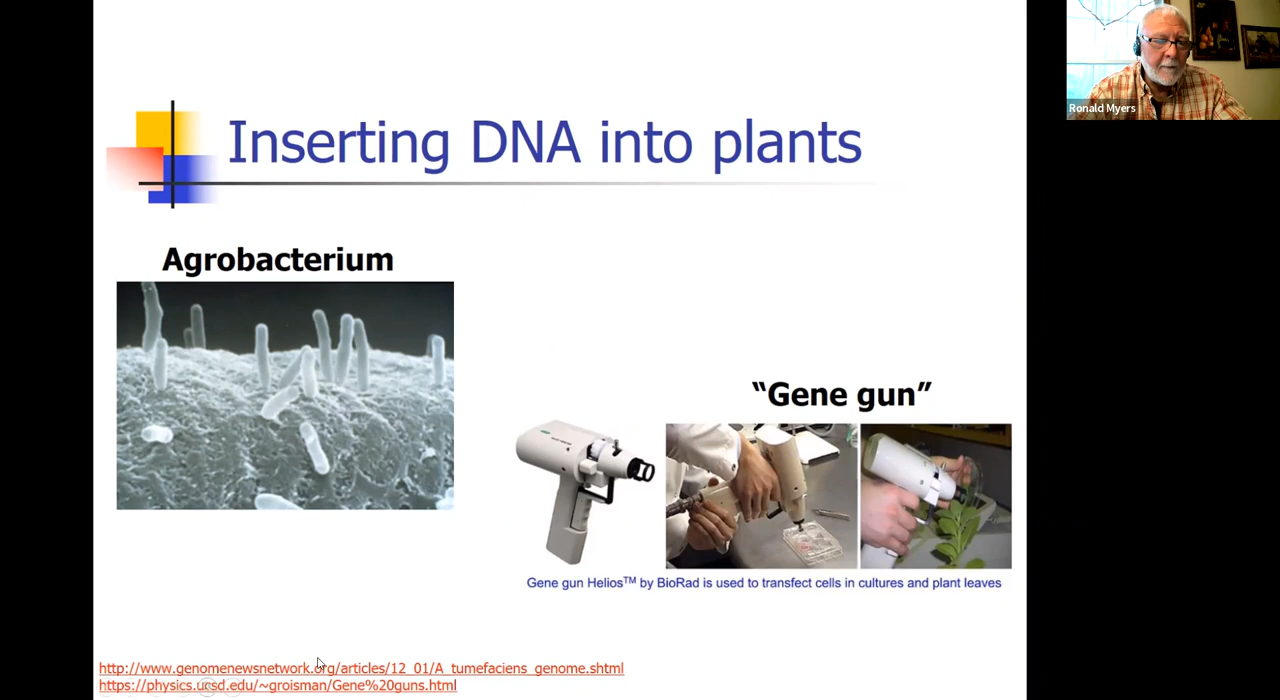 Inserting DNA into plants
Ronald Myers
Agrobacterium
“Gene gun”
Gene gun Helios™ by BioRad is used to transfect cells in cultures and plant leaves
http://www.genomenewsnetwork.org/articles/12_01/A_tumefaciens_genome.shtml
https://physics.ucsd.edu/~groisman/Gene%20guns.html